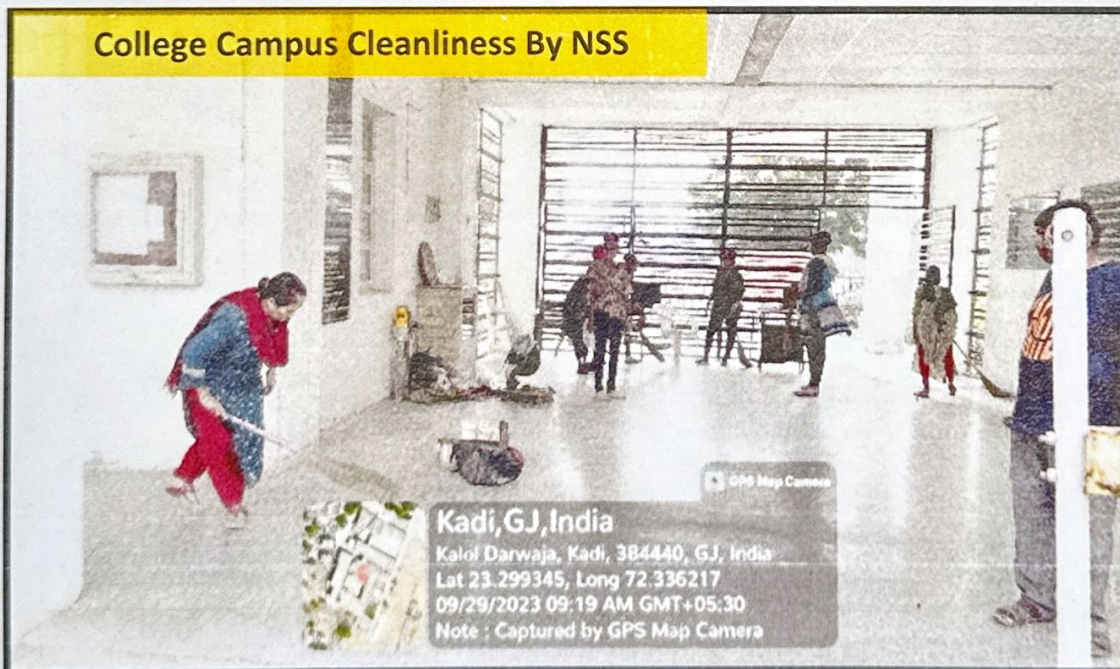 College Campus Cleanliness By NSS
GPS Map Camera
Kadi,GJ,India
Kalol Darwaja, Kadi, 384440, GJ, India
Lat 23.299345, Long 72.336217
09/29/2023 09:19 AM GMT+05:30
Note : Captured by GPS Map Camera